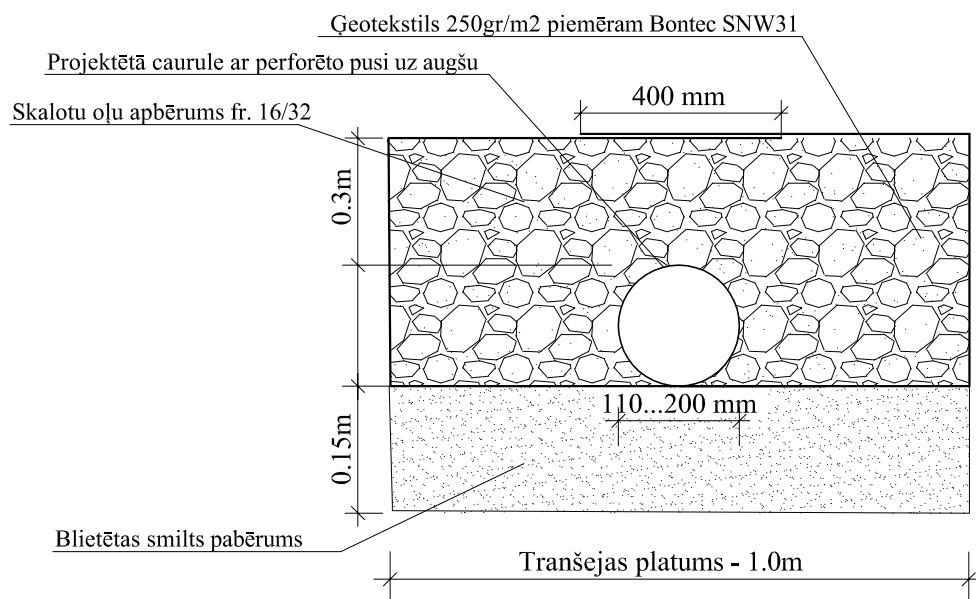 Ģeotekstils 250gr/m2 piemēram Bontec SNW31
Projektētā caurule ar perforēto pusi uz augšu
400 mm
Skalotu oļu apbērums fr. 16/32
0.3m
110...200 mm
0.15m
Blietētas smilts pabērums
Tranšejas platums - 1.0m